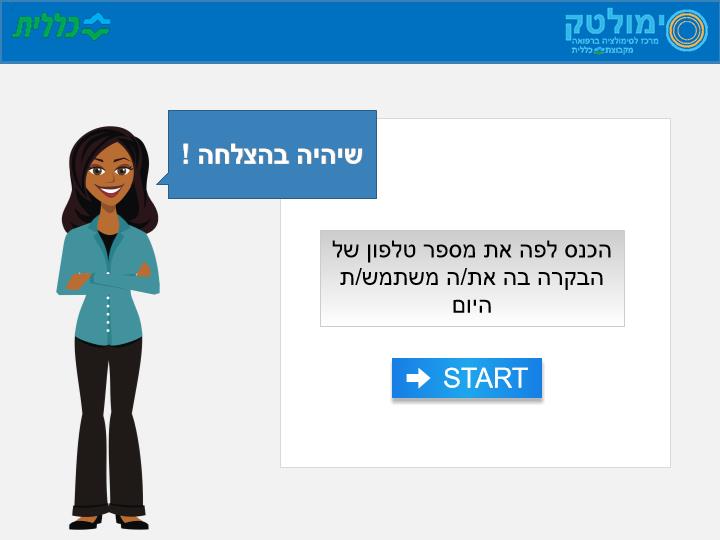 כללית
ימולטק
מרכז לסימולציה ברפואה
מקבוצת כללית
שיהיה בהצלחה !
הכנס לפה את מספר טלפון של
הבקרה בה את/ה משתמש/ת
היום
START